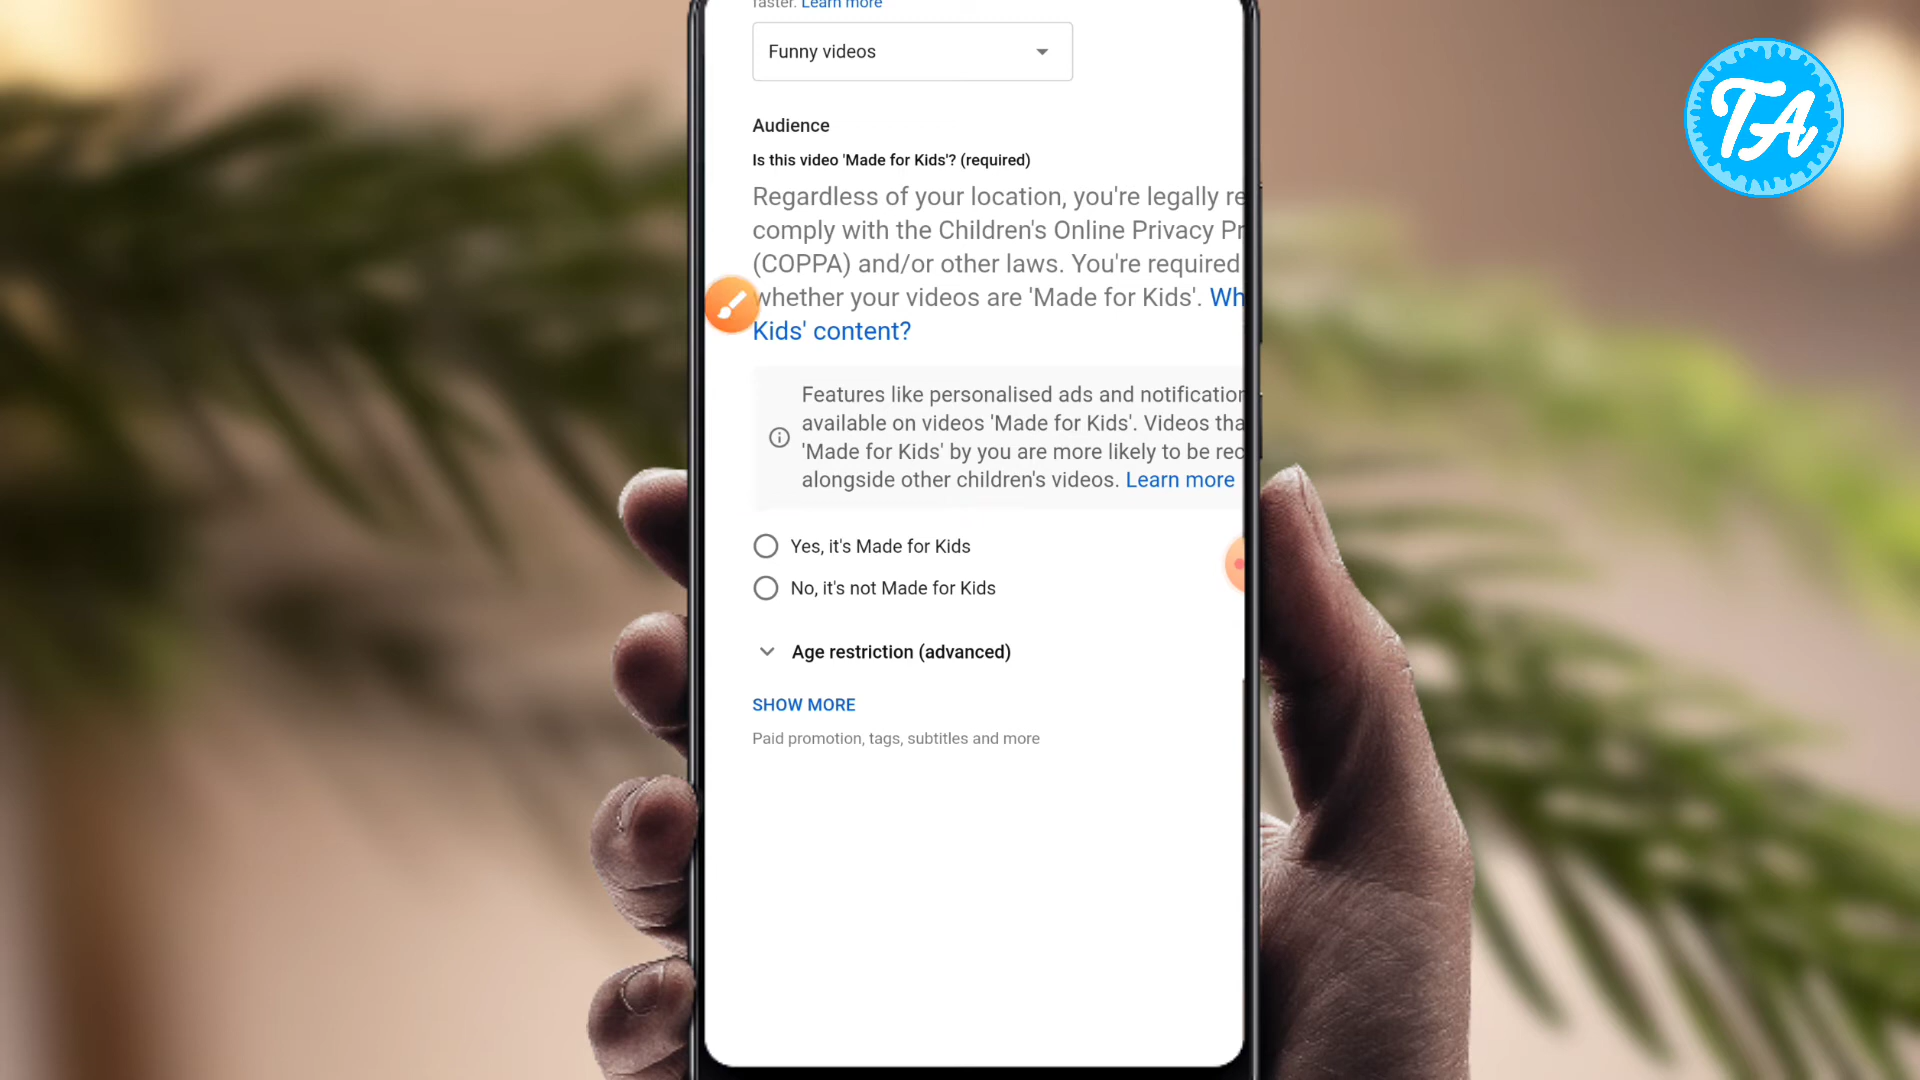 faster. Learn more
Funny videos
Audience
Is this video 'Made for Kids'? (required)
Regardless of your location, you're legally re
comply with the Children's Online Privacy Pr
(COPPA) and/or other laws. You're required
whether your videos are 'Made for Kids'. Wh
Kids' content?
Features like personalised ads and notification
available on videos 'Made for Kids'. Videos tha
'Made for Kids' by you are more likely to be rec
alongside other children's videos. Learn more
Yes, it's Made for Kids
No, it's not Made for Kids
Age restriction (advanced)
SHOW MORE
Paid promotion, tags, subtitles and more
TA